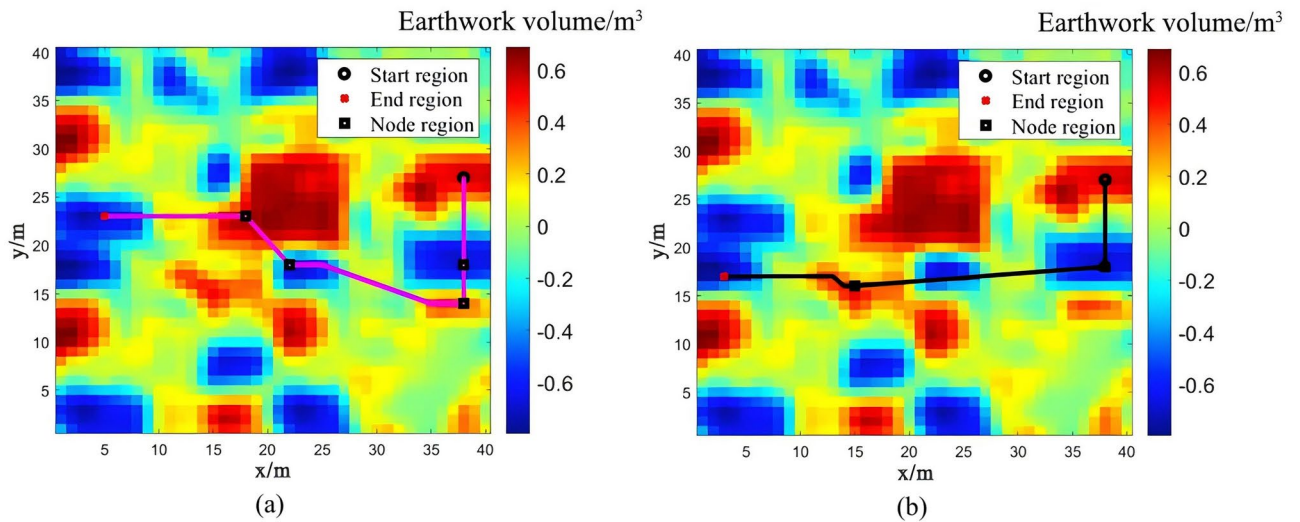 (a)
Earthwork volume/m³
Start region
End region
Node region
40
35
30
25
20
15
10
5
y/m
5 10 15 20 25 30 35 40
x/m
0.6
0.4
0.2
0
-0.2
-0.4
-0.6
(a)
(b)
Earthwork volume/m³
Start region
End region
Node region
40
35
30
25
20
15
10
5
y/m
5 10 15 20 25 30 35 40
x/m
0.6
0.4
0.2
0
-0.2
-0.4
-0.6
(b)